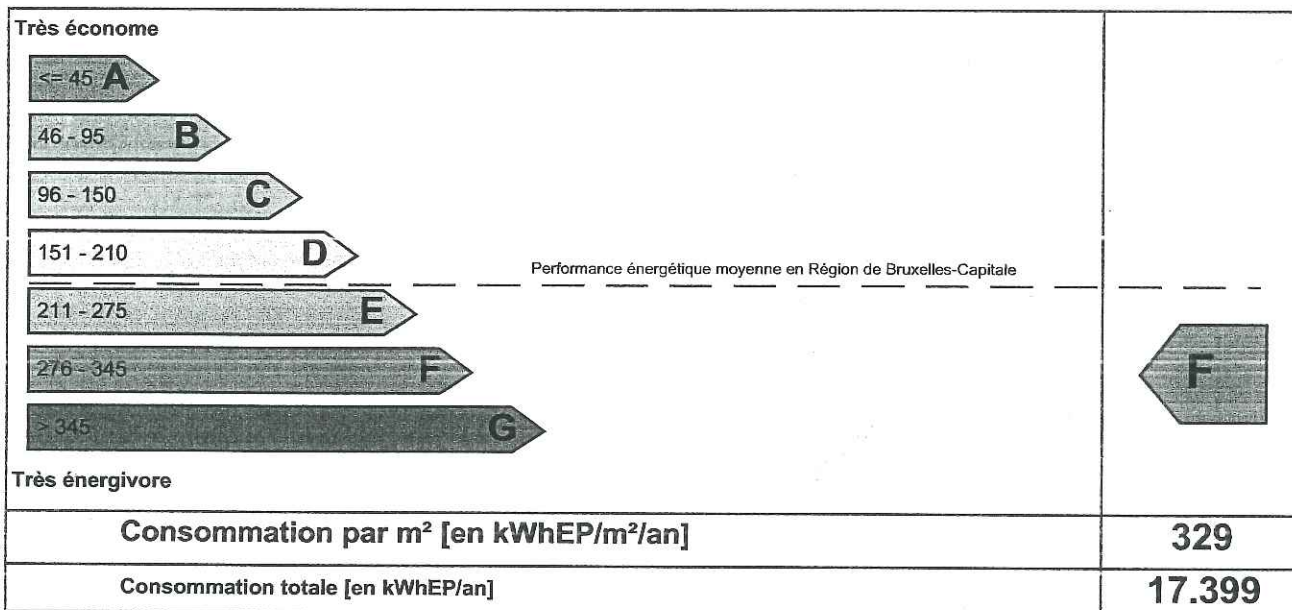 Très économe
<= 45 A
46 - 95 B
96 - 150 C
151 - 210 D
Performance énergétique moyenne en Région de Bruxelles-Capitale
211 - 275 E
276 - 345 F
F
> 345 G
Très énergivore
Consommation par m² [en kWhEP/m²/an] 329
Consommation totale [en kWhEP/an] 17.399